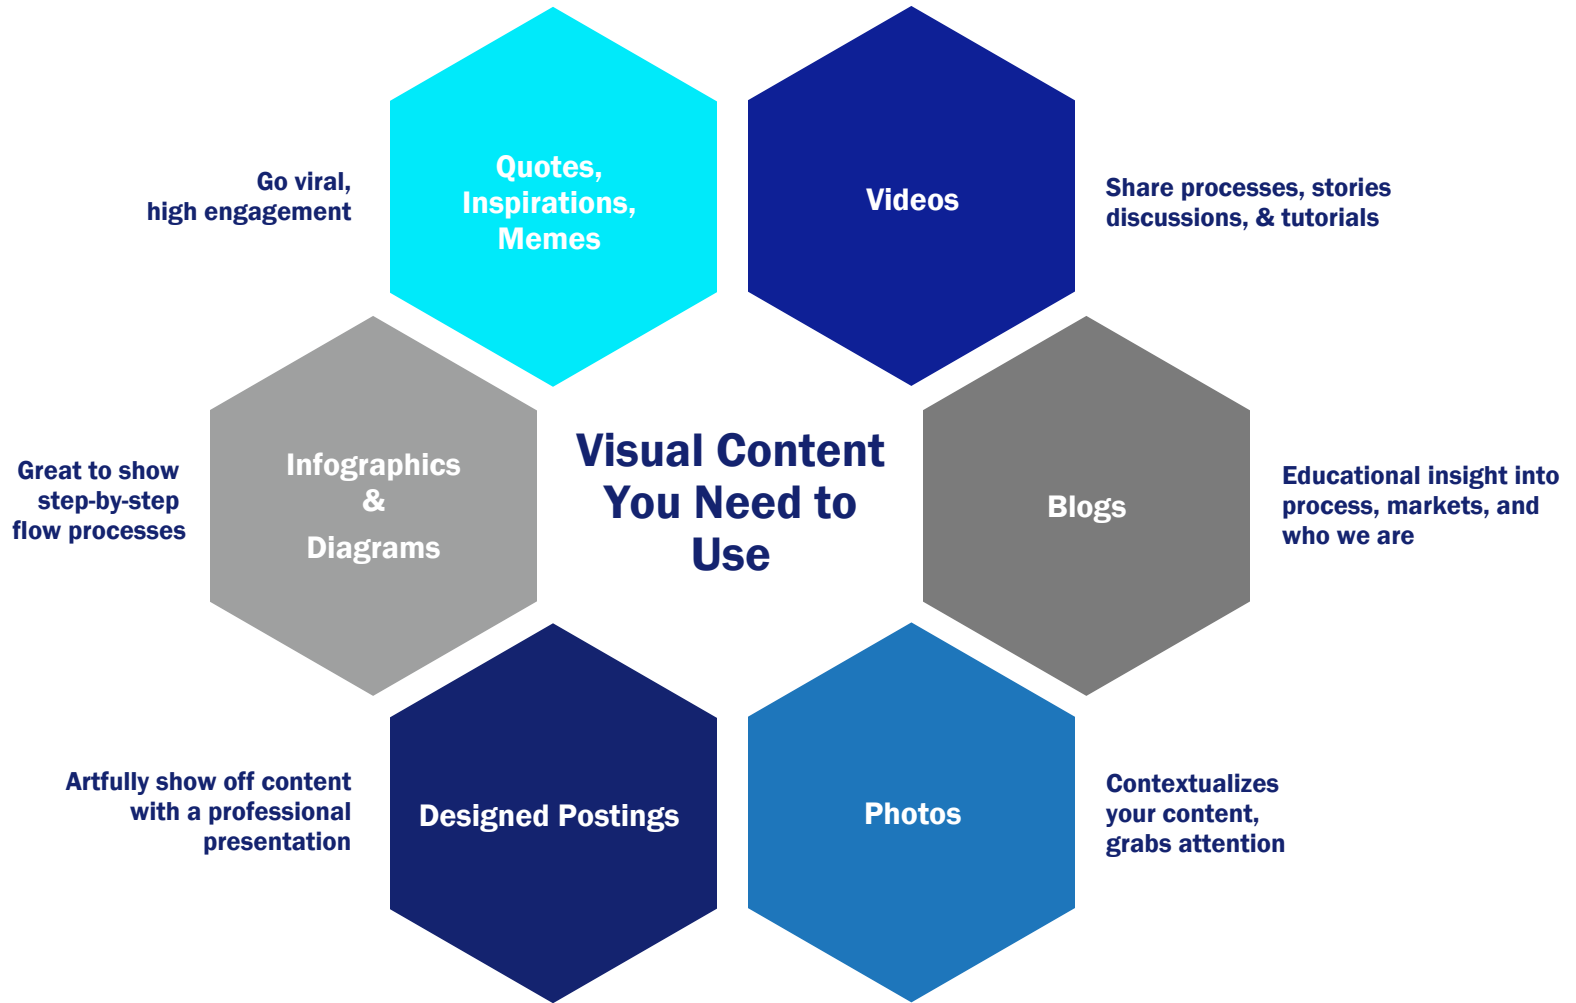 Go viral,
high engagement
Quotes,
Inspirations,
Memes
Videos
Share processes, stories
discussions, & tutorials
Great to show
step-by-step
flow processes
Infographics
&
Diagrams
Visual Content
You Need to
Use
Blogs
Educational insight into
process, markets, and
who we are
Artfully show off content
with a professional
presentation
Designed Postings
Photos
Contextualizes
your content,
grabs attention